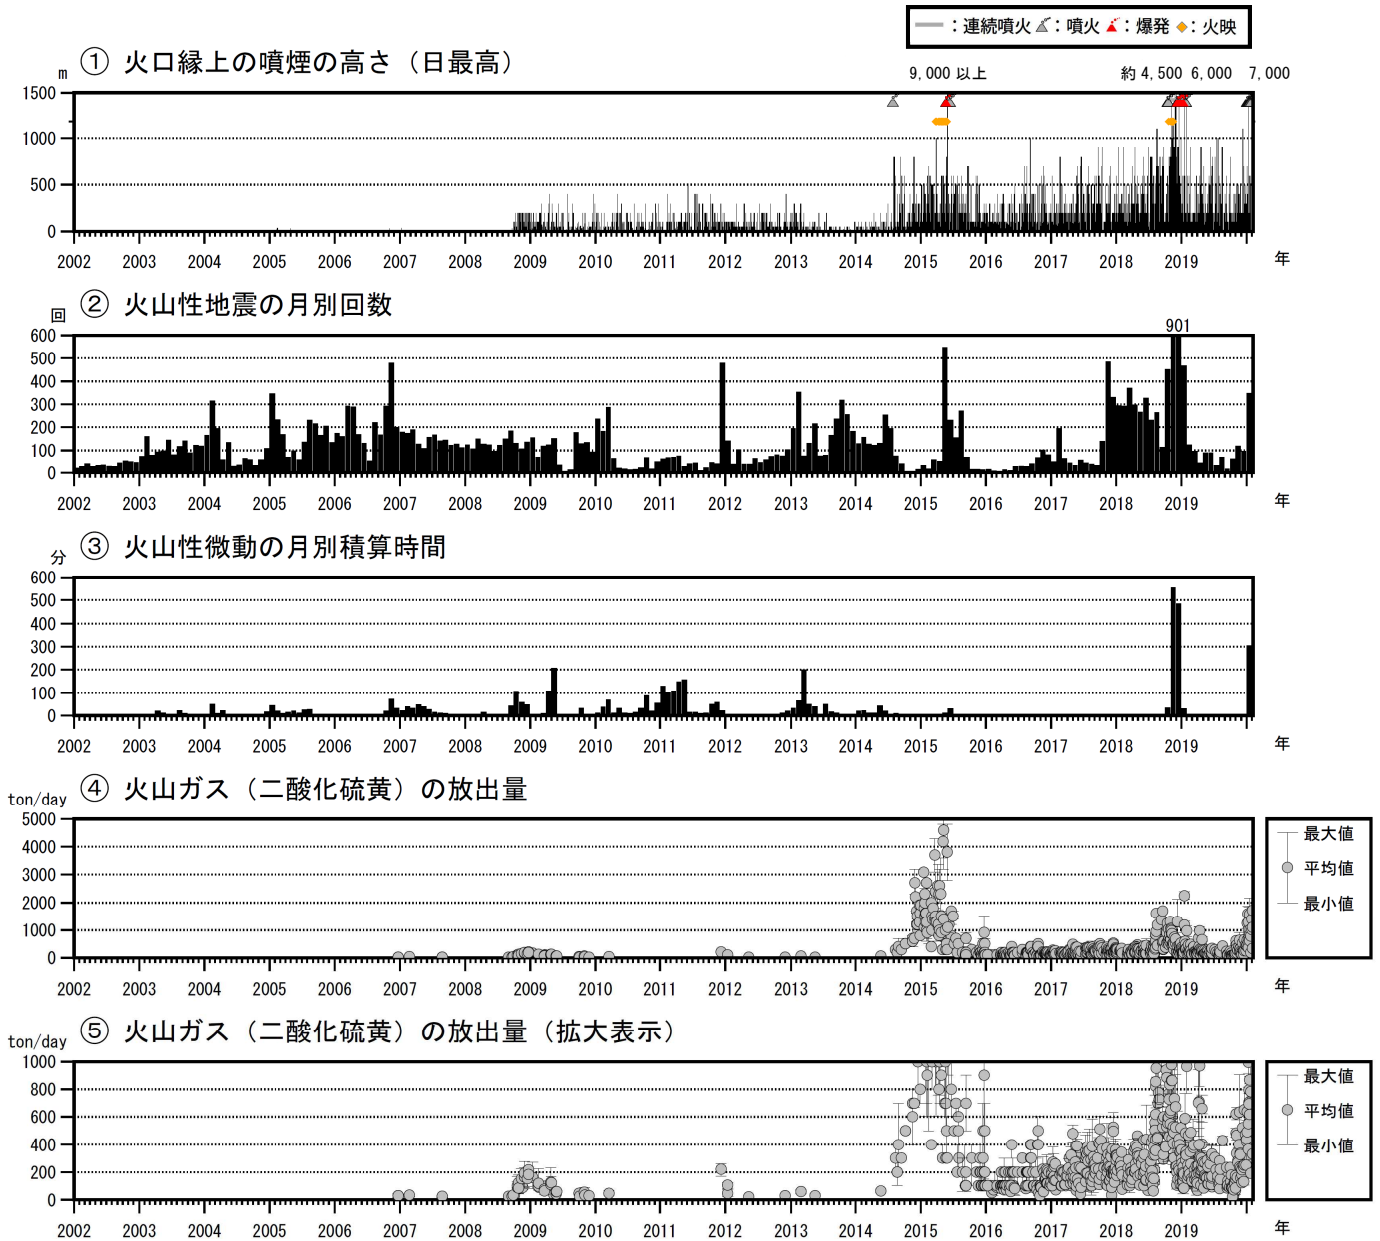 ：連続噴火 ：噴火 ：爆発 ：火映
① 火口縁上の噴煙の高さ（日最高）
m
9,000 以上 約 4,500 6,000 7,000
1500
1000
500
0
2002 2003 2004 2005 2006 2007 2008 2009 2010 2011 2012 2013 2014 2015 2016 2017 2018 2019 年
② 火山性地震の月別回数
回
901
600
500
400
300
200
100
0
2002 2003 2004 2005 2006 2007 2008 2009 2010 2011 2012 2013 2014 2015 2016 2017 2018 2019 年
③ 火山性微動の月別積算時間
分
600
500
400
300
200
100
0
2002 2003 2004 2005 2006 2007 2008 2009 2010 2011 2012 2013 2014 2015 2016 2017 2018 2019 年
④ 火山ガス（二酸化硫黄）の放出量
ton/day
5000
4000
3000
2000
1000
0
最大値
平均値
最小値
2002 2003 2004 2005 2006 2007 2008 2009 2010 2011 2012 2013 2014 2015 2016 2017 2018 2019 年
⑤ 火山ガス（二酸化硫黄）の放出量（拡大表示）
ton/day
1000
800
600
400
200
0
最大値
平均値
最小値
2002 2003 2004 2005 2006 2007 2008 2009 2010 2011 2012 2013 2014 2015 2016 2017 2018 2019 年